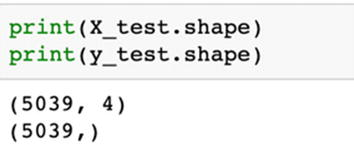 print(X_test.shape)
print(y_test.shape)
(5039, 4)
(5039,)